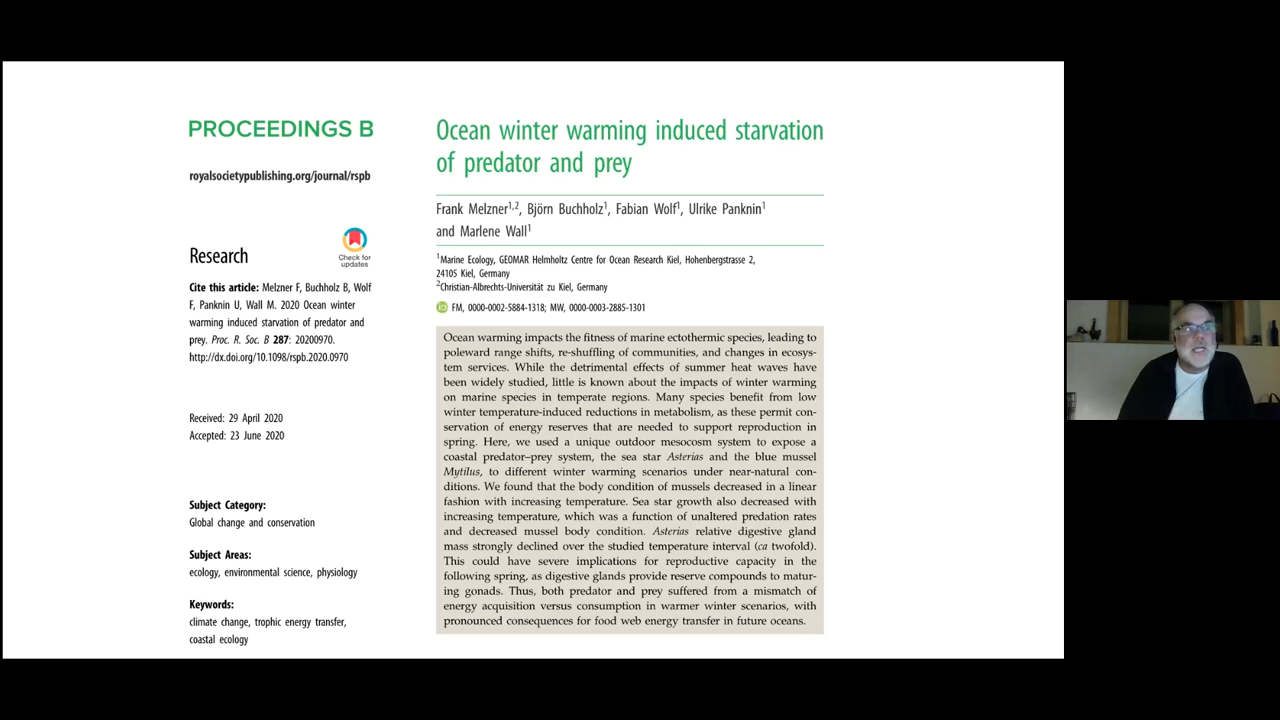 PROCEEDINGS B
royalsocietypublishing.org/journal/rspb
Research
Check for
updates
Cite this article: Melzner F, Buchholz B, Wolf
F, Panknin U, Wall M. 2020 Ocean winter
warming induced starvation of predator and
prey. Proc. R. Soc. B 287: 20200970.
http://dx.doi.org/10.1098/rspb.2020.0970
Received: 29 April 2020
Accepted: 23 June 2020
Subject Category:
Global change and conservation
Subject Areas:
ecology, environmental science, physiology
Keywords:
climate change, trophic energy transfer,
coastal ecology
Ocean winter warming induced starvation
of predator and prey
Frank Melzner1,2, Björn Buchholz1, Fabian Wolf1, Ulrike Panknin1
and Marlene Wall1
1Marine Ecology, GEOMAR Helmholtz Centre for Ocean Research Kiel, Hohenbergstrasse 2,
24105 Kiel, Germany
2Christian-Albrechts-Universität zu Kiel, Germany
iD FM, 0000-0002-5884-1318; MW, 0000-0003-2885-1301
Ocean warming impacts the fitness of marine ectothermic species, leading to
poleward range shifts, re-shuffling of communities, and changes in ecosys-
tem services. While the detrimental effects of summer heat waves have
been widely studied, little is known about the impacts of winter warming
on marine species in temperate regions. Many species benefit from low
winter temperature-induced reductions in metabolism, as these permit con-
servation of energy reserves that are needed to support reproduction in
spring. Here, we used a unique outdoor mesocosm system to expose a
coastal predator–prey system, the sea star Asterias and the blue mussel
Mytilus, to different winter warming scenarios under near-natural con-
ditions. We found that the body condition of mussels decreased in a linear
fashion with increasing temperature. Sea star growth also decreased with
increasing temperature, which was a function of unaltered predation rates
and decreased mussel body condition. Asterias relative digestive gland
mass strongly declined over the studied temperature interval (ca twofold).
This could have severe implications for reproductive capacity in the
following spring, as digestive glands provide reserve compounds to matur-
ing gonads. Thus, both predator and prey suffered from a mismatch of
energy acquisition versus consumption in warmer winter scenarios, with
pronounced consequences for food web energy transfer in future oceans.